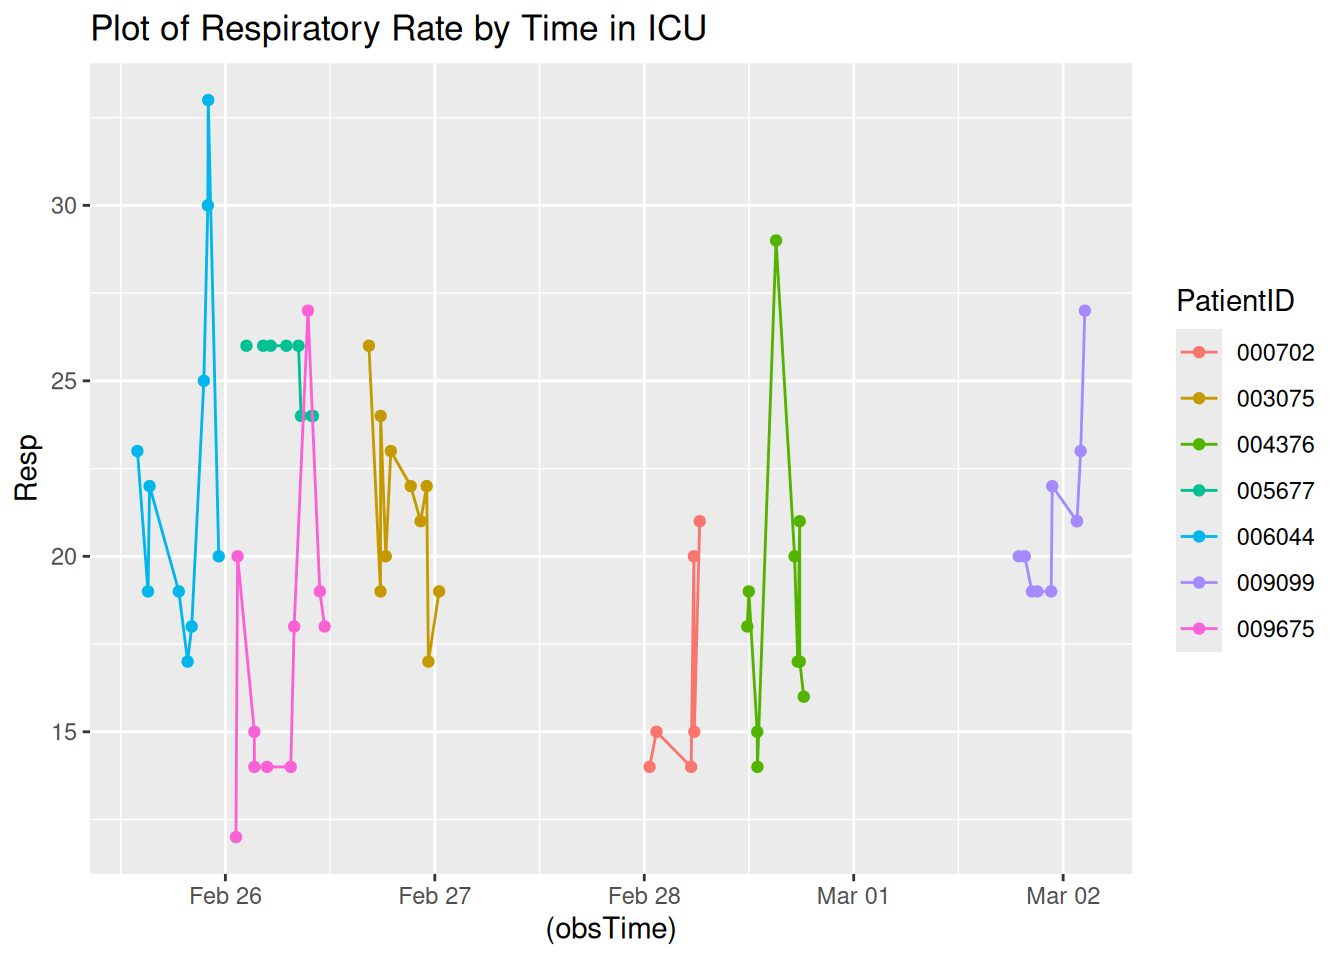 Plot of Respiratory Rate by Time in ICU
Resp
30
25
20
15
Feb 26
Feb 27
Feb 28
Mar 01
Mar 02
(obsTime)
PatientID
000702
003075
004376
005677
006044
009099
009675